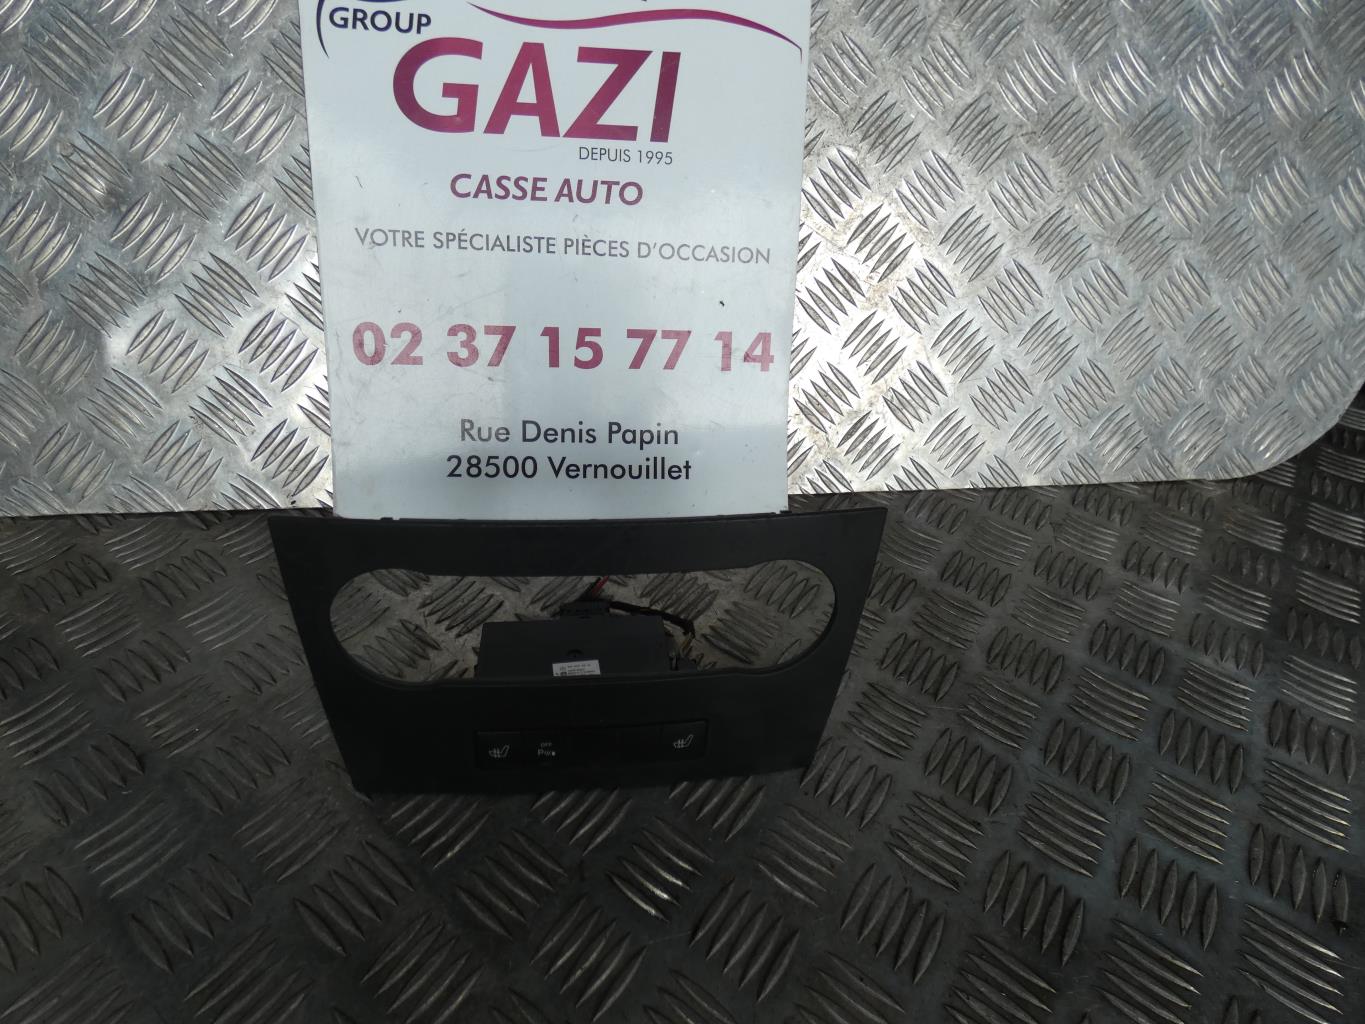 GROUP
GAZI
DEPUIS 1995
CASSE AUTO
VOTRE SPÉCIALISTE PIÈCES D'OCCASION
02 37 15 77 14
Rue Denis Papin
28500 Vernouillet
OFF